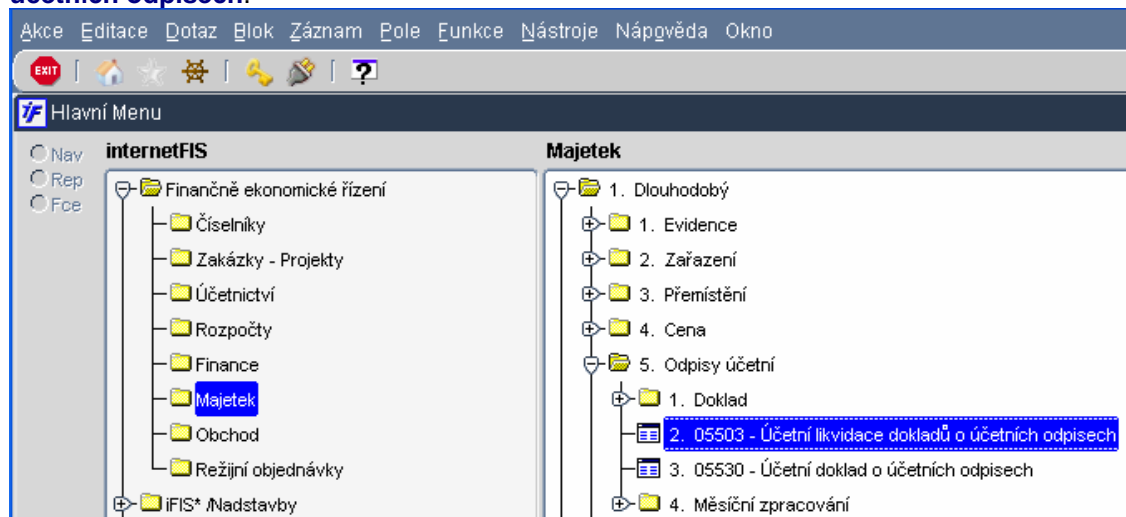 účetních odpisech.
Akce Editace Dotaz Blok Záznam Pole Funkce Nástroje Nápověda Okno
EXIT ?
iF Hlavní Menu
Nav
Rep
Fce
internetFIS
Finančně ekonomické řízení
Číselníky
Zakázky - Projekty
Účetnictví
Rozpočty
Finance
Majetek
Obchod
Režijní objednávky
iFIS* /Nadstavby
Majetek
1. Dlouhodobý
1. Evidence
2. Zařazení
3. Přemístění
4. Cena
5. Odpisy účetní
1. Doklad
2. 05503 - Účetní likvidace dokladů o účetních odpisech
3. 05530 - Účetní doklad o účetních odpisech
4. Měsíční zpracování